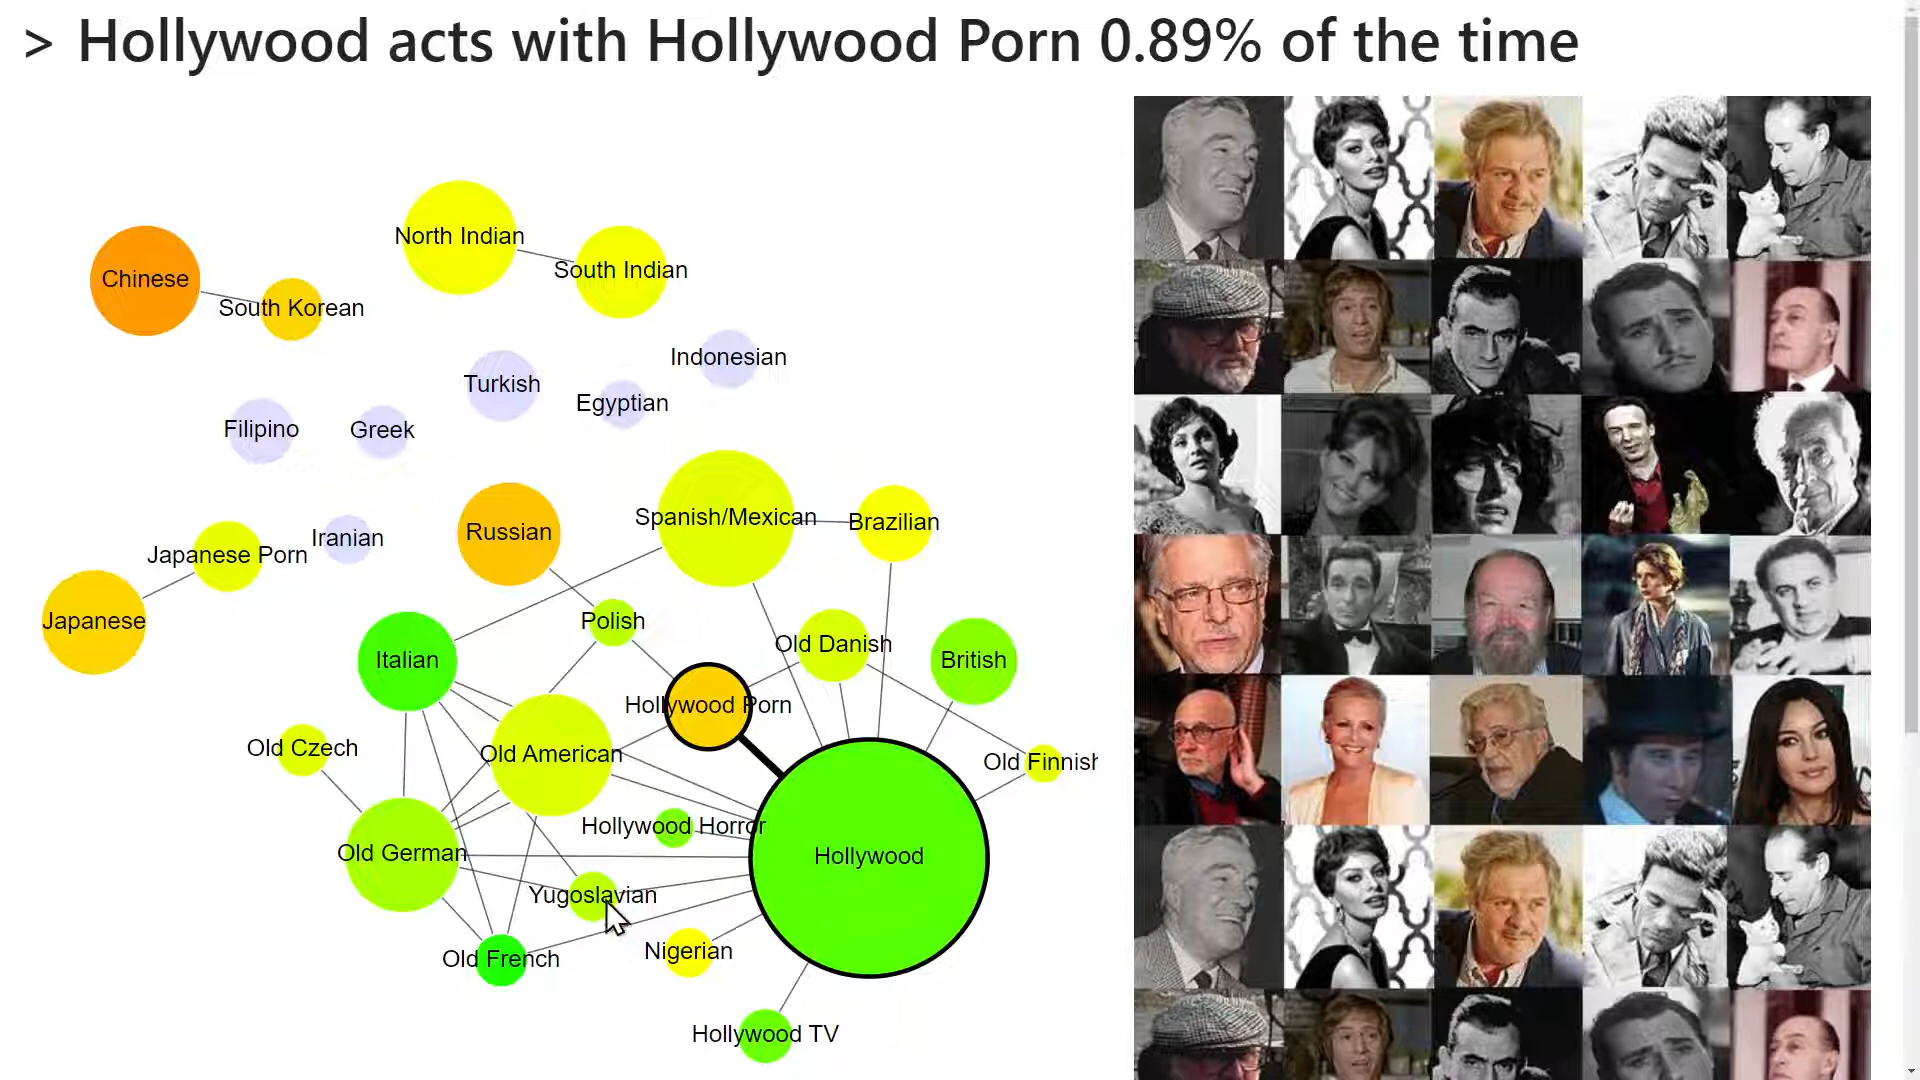 > Hollywood acts with Hollywood Porn 0.89% of the time
North Indian
South Indian
Chinese
South Korean
Indonesian
Turkish
Egyptian
Filipino
Greek
Spanish/Mexican
Brazilian
Russian
Iranian
Japanese Porn
Japanese
Polish
Old Danish
British
Italian
Hollywood Porn
Old Czech
Old American
Old Finnish
Hollywood Horror
Old German
Hollywood
Yugoslavian
Nigerian
Old French
Hollywood TV